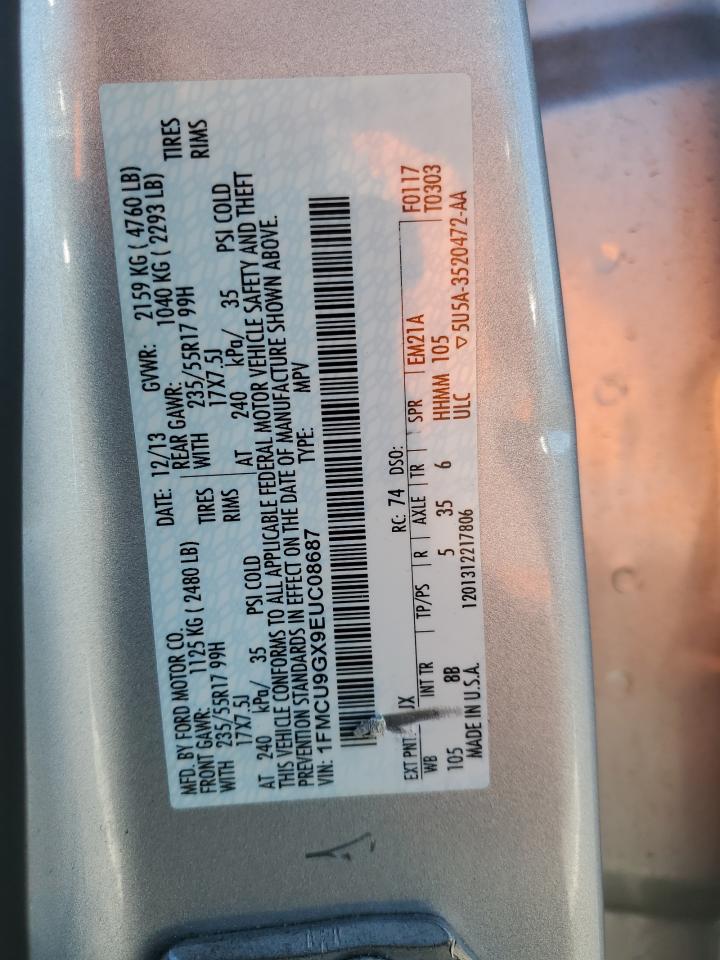 MFD. BY FORD MOTOR CO.
DATE: 12/13 GVWR: 2159 KG ( 4760 LB)
FRONT GAWR: 1125 KG ( 2480 LB) REAR GAWR: 1040 KG ( 2293 LB)
WITH 235/55R17 99H TIRES WITH 235/55R17 99H TIRES
17X7.5J RIMS 17X7.5J RIMS
AT 240 kPa/ 35 PSI COLD AT 240 kPa/ 35 PSI COLD
THIS VEHICLE CONFORMS TO ALL APPLICABLE FEDERAL MOTOR VEHICLE SAFETY AND THEFT
PREVENTION STANDARDS IN EFFECT ON THE DATE OF MANUFACTURE SHOWN ABOVE.
VIN: 1FMCU9GX9EUC08687 TYPE: MPV
EXT PNT: UX RC: 74 DSO: F0117
WB INT TR TP/PS R AXLE TR SPR EM21A T0303
105 8B 5 35 6 HHMM 105
MADE IN U.S.A. 1201312217806 ULC ▽5U5A-3520472-AA